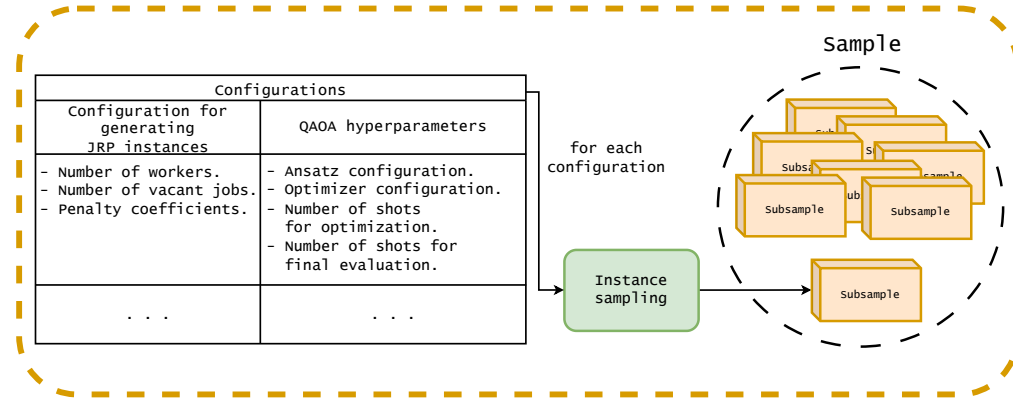 Sample
Configurations
Configuration for
generating
JRP instances
QAOA hyperparameters
- Number of workers.
- Number of vacant jobs.
- Penalty coefficients.
- Ansatz configuration.
- Optimizer configuration.
- Number of shots
for optimization.
- Number of shots for
final evaluation.
. . .
. . .
for each
configuration
Instance
sampling
Subsample
Subsample
Subsample